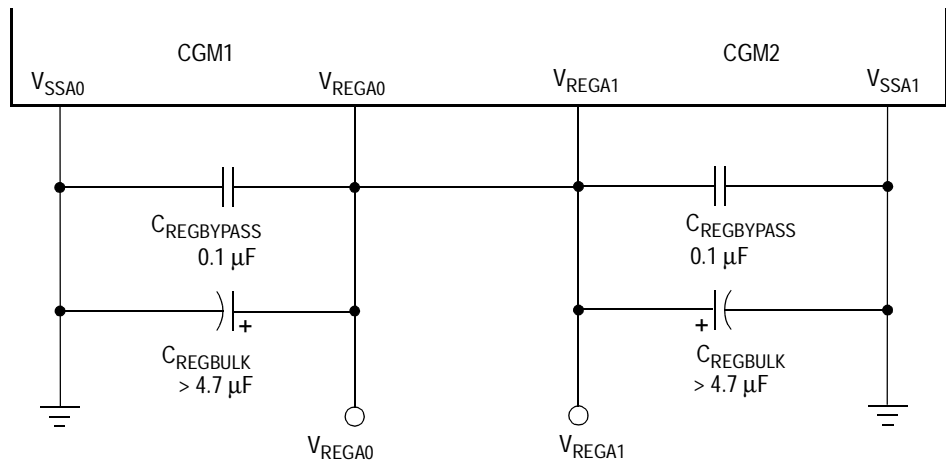 CGM1
CGM2
VSSA0
VREGA0
VREGA1
VSSA1
CREGBYPASS
0.1 μF
CREGBYPASS
0.1 μF
+
+
CREGBULK
> 4.7 μF
CREGBULK
> 4.7 μF
VREGA0
VREGA1